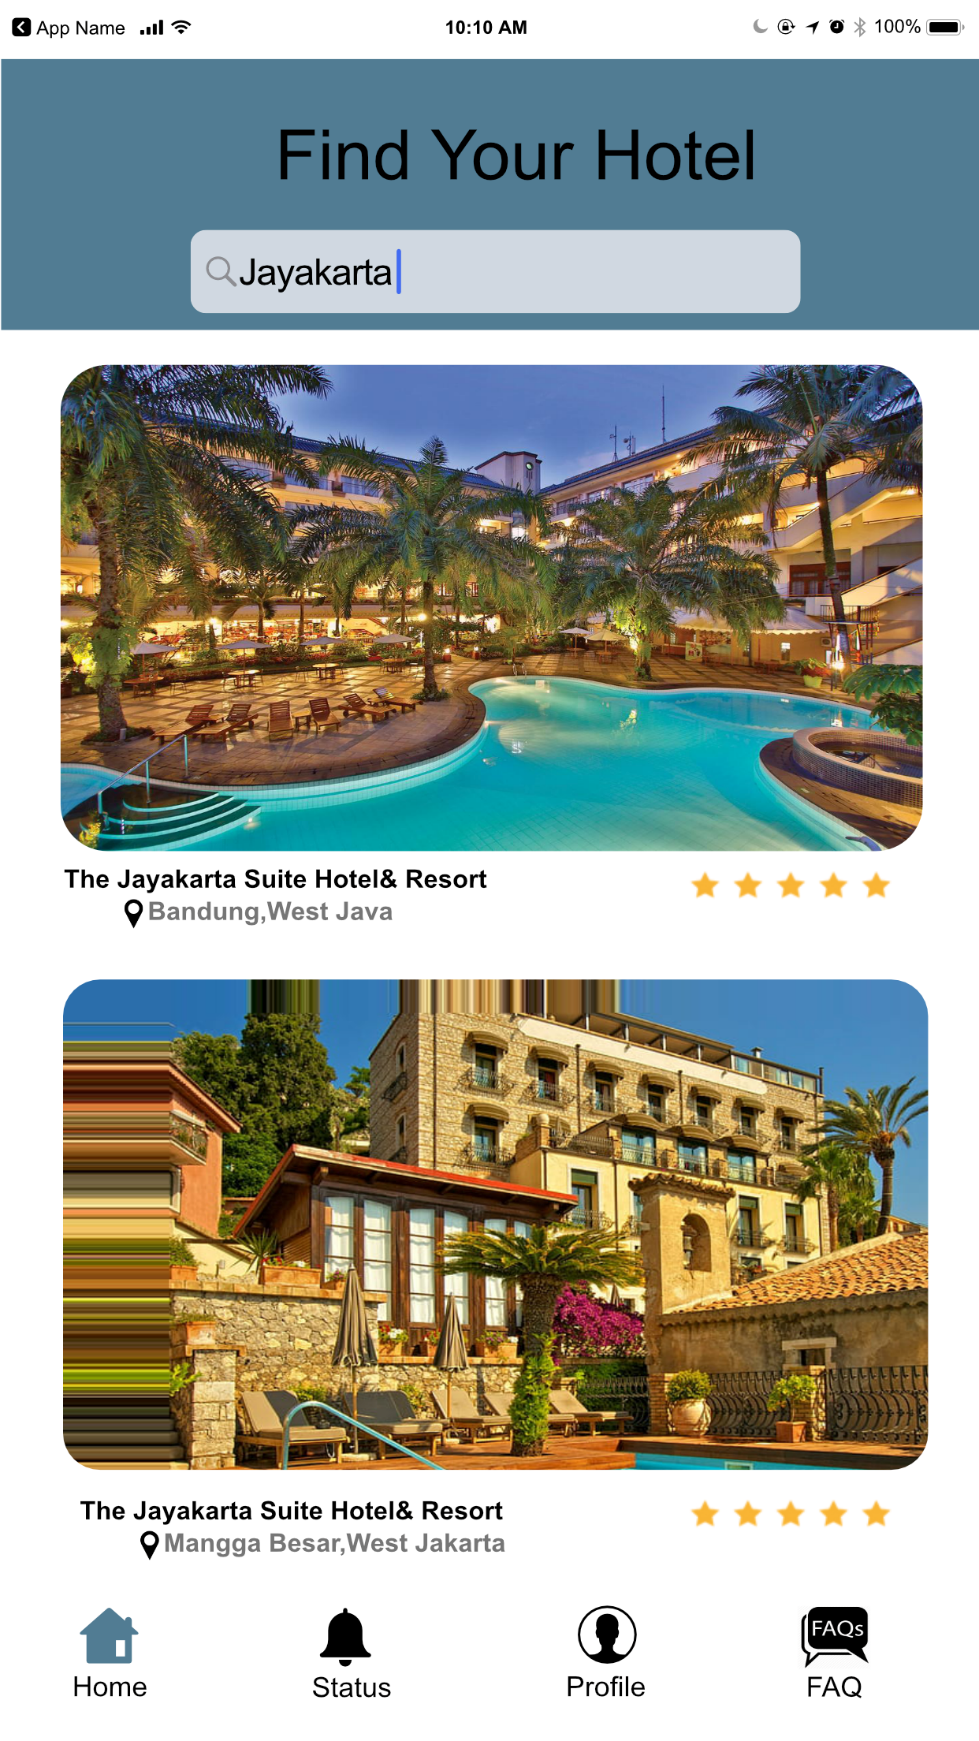 App Name
10:10 AM
100%
Find Your Hotel
Jayakarta
The Jayakarta Suite Hotel& Resort
Bandung,West Java
The Jayakarta Suite Hotel& Resort
Mangga Besar,West Jakarta
FAQs
Home
Status
Profile
FAQ